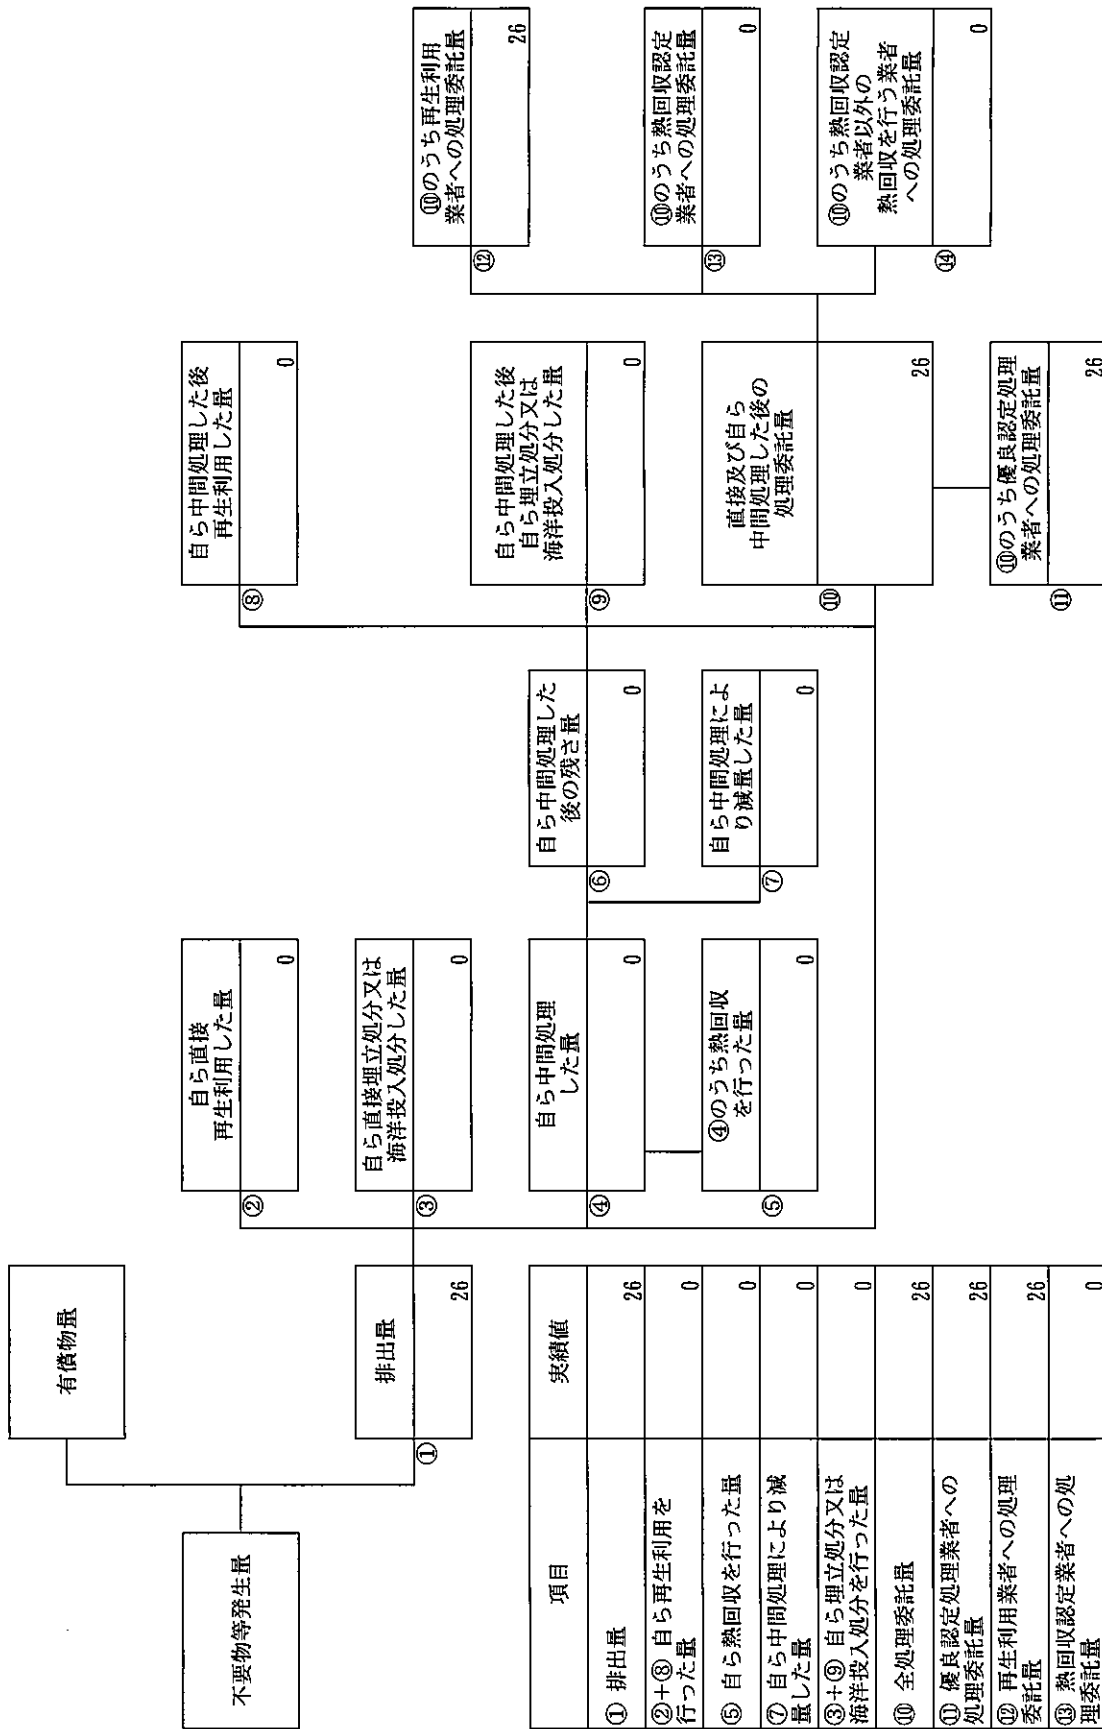 不要物等発生量
有償物量
排出量
①
26
自ら直接
再生利用した量
②
0
自ら直接埋立処分又は
海洋投入処分した量
③
0
自ら中間処理
した量
④
0
④のうち熱回収
を行った量
⑤
0
自ら中間処理した
後の残さ量
⑥
0
自ら中間処理によ
り減量した量
⑦
0
自ら中間処理した後
再生利用した量
⑧
0
自ら中間処理した後
自ら埋立処分又は
海洋投入処分した量
⑨
0
直接及び自ら
中間処理した後の
処理委託量
⑩
26
⑩のうち優良認定処理
業者への処理委託量
⑪
26
⑩のうち再生利用
業者への処理委託量
⑫
26
⑩のうち熱回収認定
業者への処理委託量
⑬
0
⑩のうち熱回収認定
業者以外の
熱回収を行う業者
への処理委託量
⑭
0
項目 実績値
① 排出量 26
②+⑧ 自ら再生利用を
行った量 0
⑤ 自ら熱回収を行った量 0
⑦ 自ら中間処理により減
量した量 0
③+⑨ 自ら埋立処分又は
海洋投入処分を行った量 0
⑩ 全処理委託量 26
⑪ 優良認定処理業者への
処理委託量 26
⑫ 再生利用業者への処理
委託量 26
⑬ 熱回収認定業者への処
理委託量 0